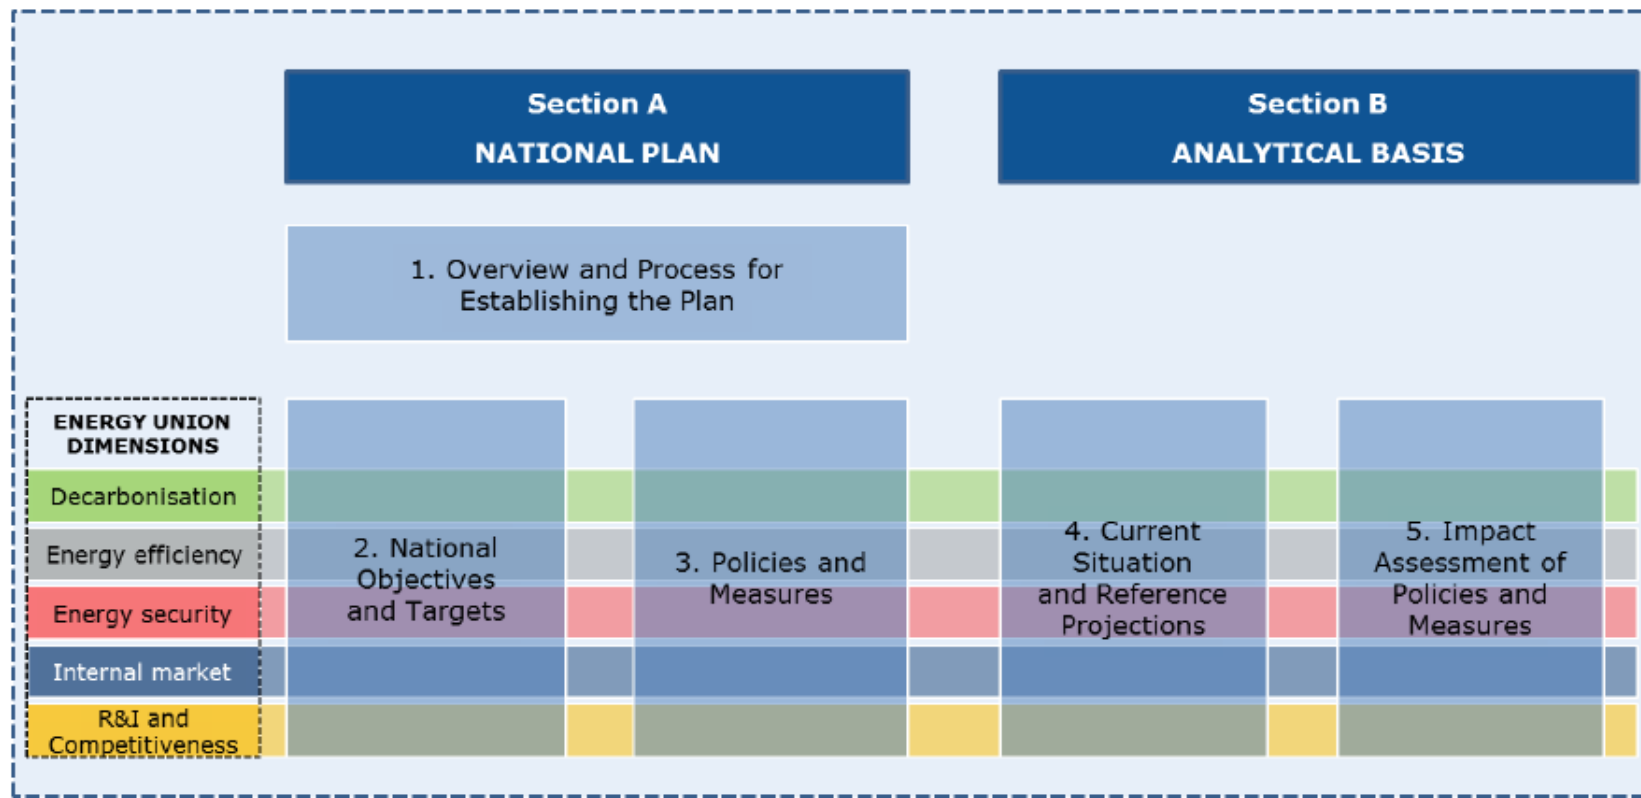 Section A
NATIONAL PLAN
Section B
ANALYTICAL BASIS
1. Overview and Process for
Establishing the Plan
ENERGY UNION
DIMENSIONS
Decarbonisation
Energy efficiency
Energy security
Internal market
R&I and
Competitiveness
2. National
Objectives
and Targets
3. Policies and
Measures
4. Current
Situation
and Reference
Projections
5. Impact
Assessment of
Policies and
Measures